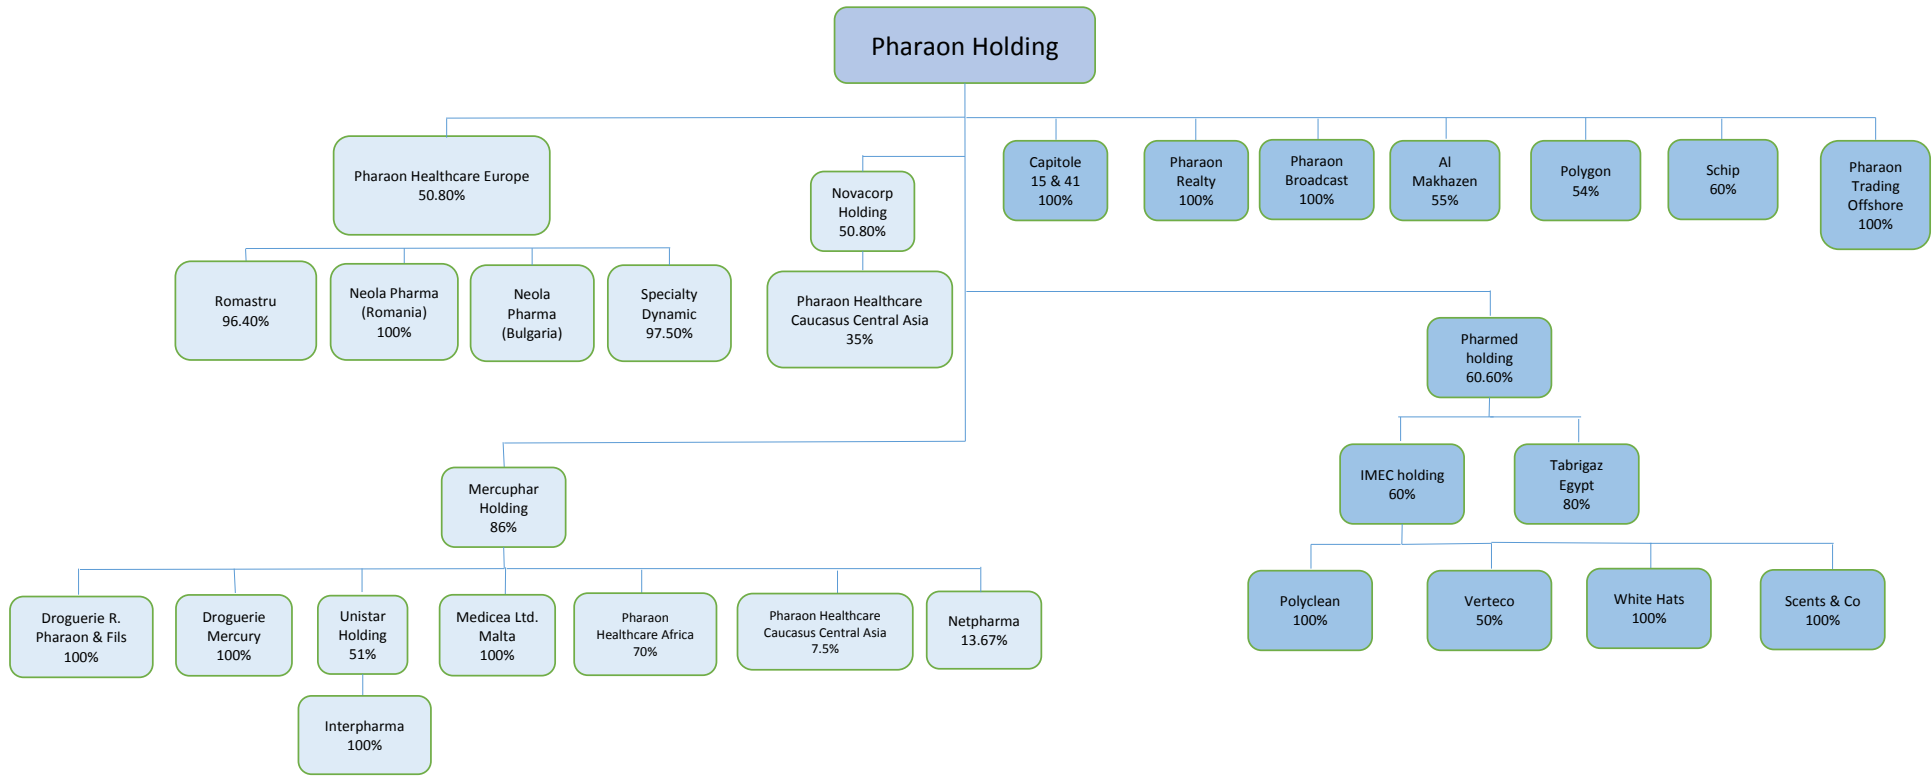 Pharaon Holding
Pharaon Healthcare Europe
50.80%
Novacorp
Holding
50.80%
Capitole
15 & 41
100%
Pharaon
Realty
100%
Pharaon
Broadcast
100%
Al
Makhazen
55%
Polygon
54%
Schip
60%
Pharaon
Trading
Offshore
100%
Romastru
96.40%
Neola Pharma
(Romania)
100%
Neola
Pharma
(Bulgaria)
Specialty
Dynamic
97.50%
Pharaon Healthcare
Caucasus Central Asia
35%
Pharmed
holding
60.60%
IMEC holding
60%
Tabrigaz
Egypt
80%
Mercuphar
Holding
86%
Polyclean
100%
Verteco
50%
White Hats
100%
Scents & Co
100%
Droguerie R.
Pharaon & Fils
100%
Droguerie
Mercury
100%
Unistar
Holding
51%
Medicea Ltd.
Malta
100%
Pharaon
Healthcare Africa
70%
Pharaon Healthcare
Caucasus Central Asia
7.5%
Netpharma
13.67%
Interpharma
100%